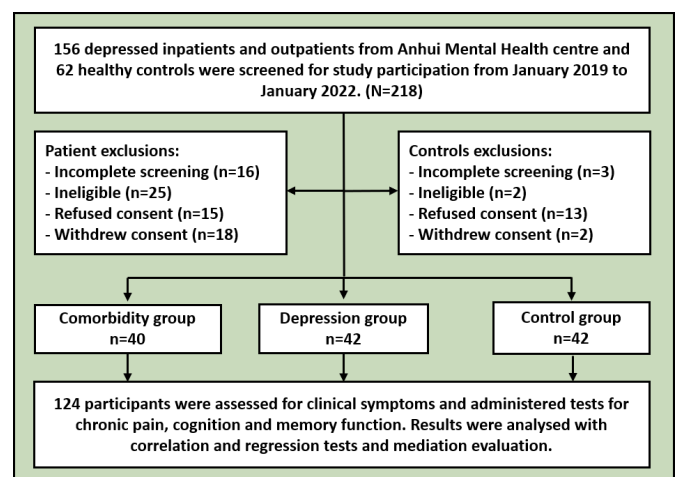 156 depressed inpatients and outpatients from Anhui Mental Health centre and
62 healthy controls were screened for study participation from January 2019 to
January 2022. (N=218)
Patient exclusions:
- Incomplete screening (n=16)
- Ineligible (n=25)
- Refused consent (n=15)
- Withdrew consent (n=18)
Controls exclusions:
- Incomplete screening (n=3)
- Ineligible (n=2)
- Refused consent (n=13)
- Withdrew consent (n=2)
Comorbidity group
n=40
Depression group
n=42
Control group
n=42
124 participants were assessed for clinical symptoms and administered tests for
chronic pain, cognition and memory function. Results were analysed with
correlation and regression tests and mediation evaluation.